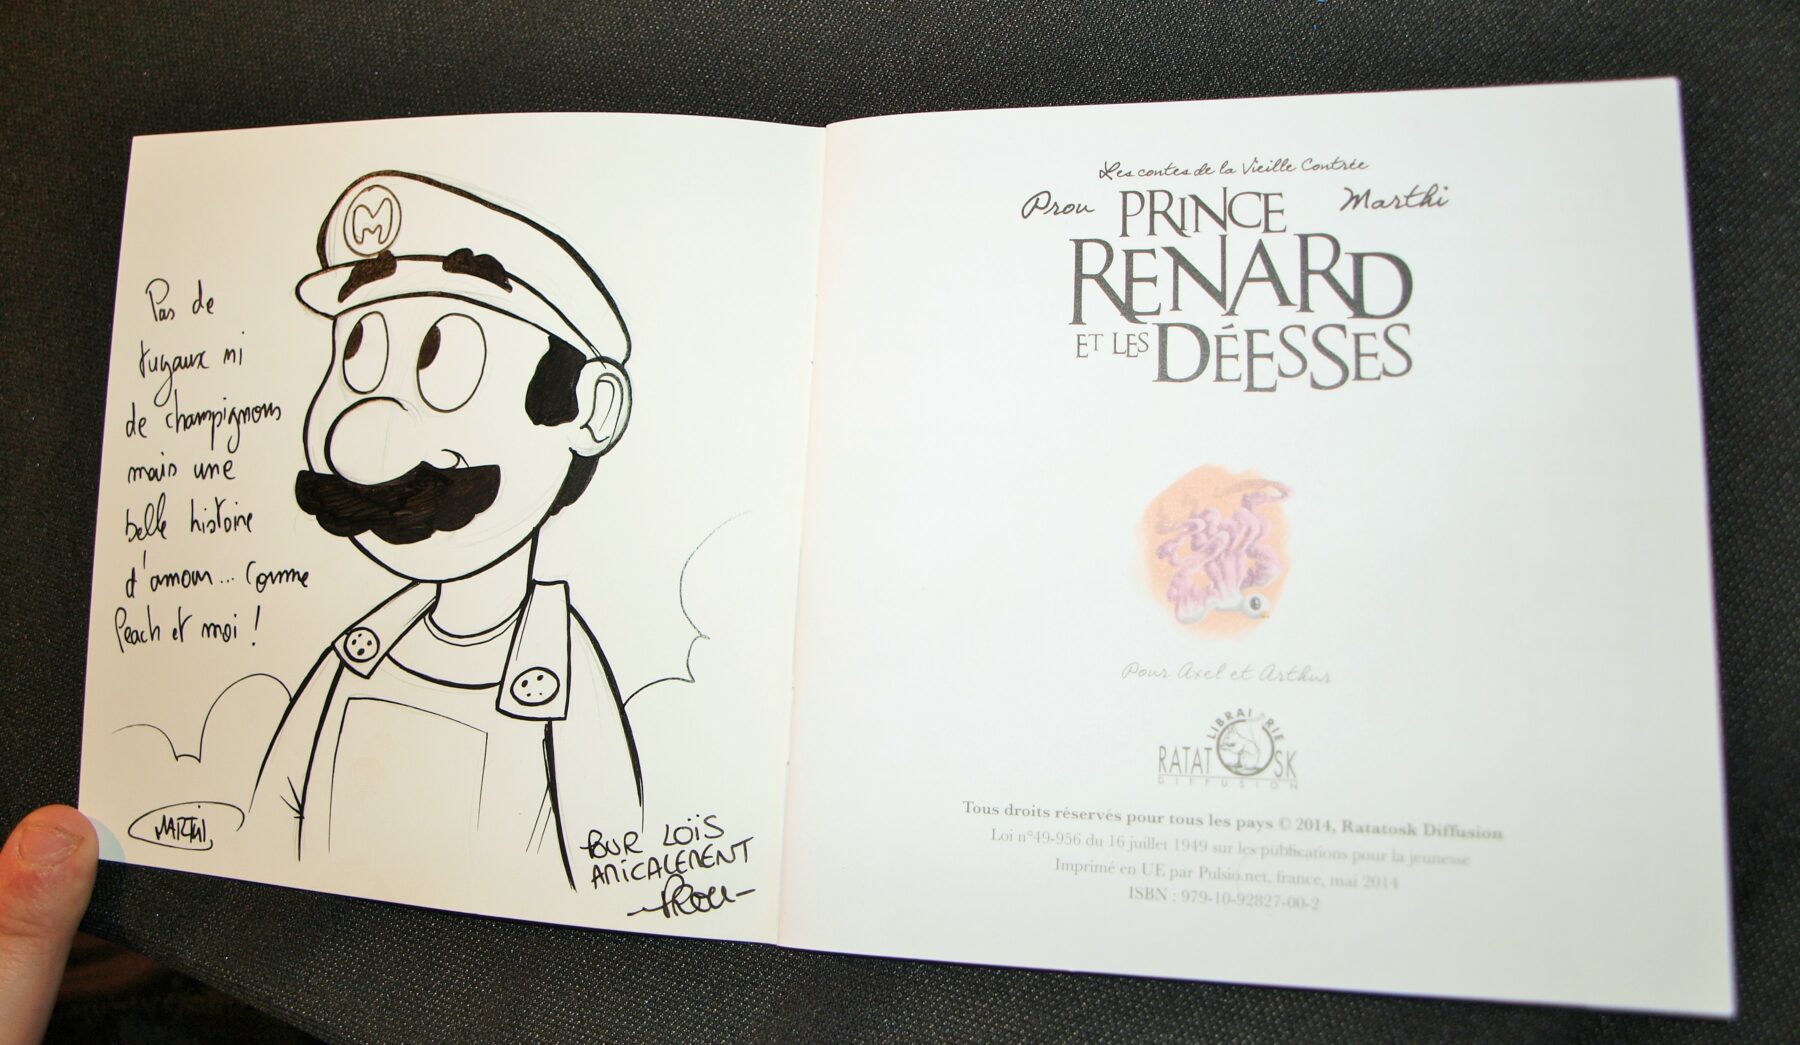 M
Pas de
tuyaux ni
de champignons
mais une
belle histoire
d'amour... Comme
Peach et moi !
MARTHI
POUR LOÏS
AMICALEMENT
PROU
Les contes de la Vieille Contrée
Prou
Marthi
PRINCE
RENARD
ET LES DÉESSES
Pour Axel et Arthur
LIBRAIRIE
RATATOSK
DIFFUSION
Tous droits réservés pour tous les pays © 2014, Ratatosk Diffusion
Loi n°49-956 du 16 juillet 1949 sur les publications pour la jeunesse
Imprimé en UE par Pulsio.net, france, mai 2014
ISBN : 979-10-92827-00-2